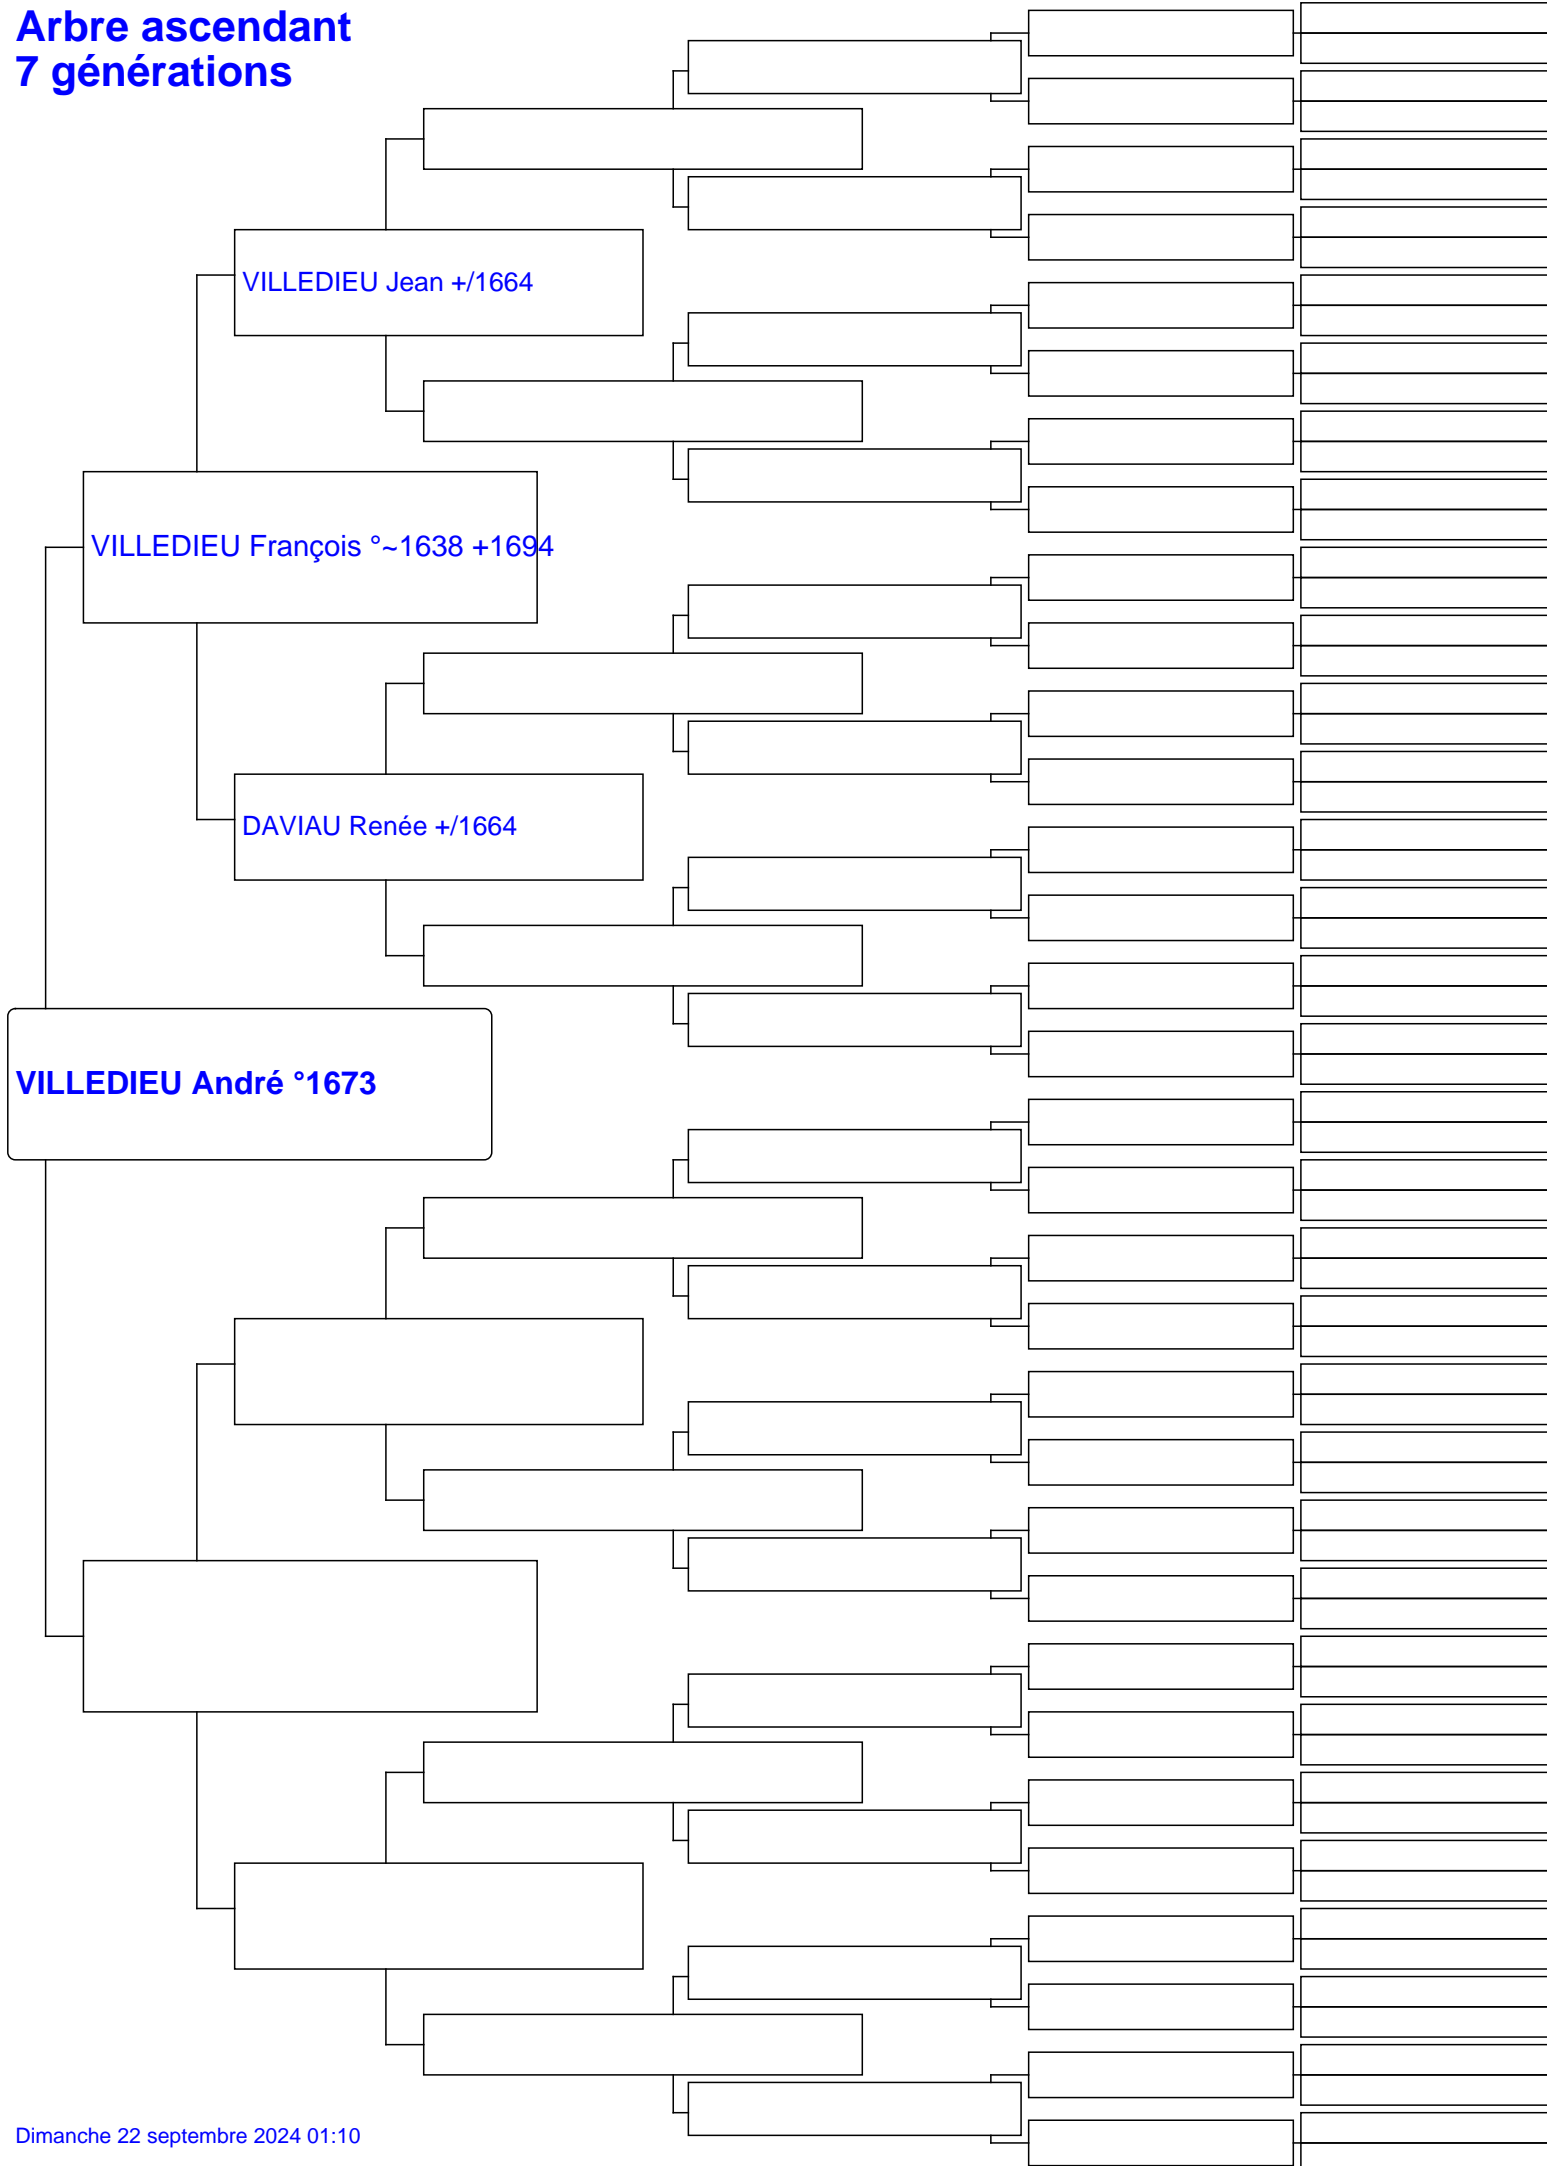 Arbre ascendant
7 générations
VILLEDIEU Jean +/1664
VILLEDIEU François °~1638 +1694
DAVIAU Renée +/1664
VILLEDIEU André °1673
Dimanche 22 septembre 2024 01:10